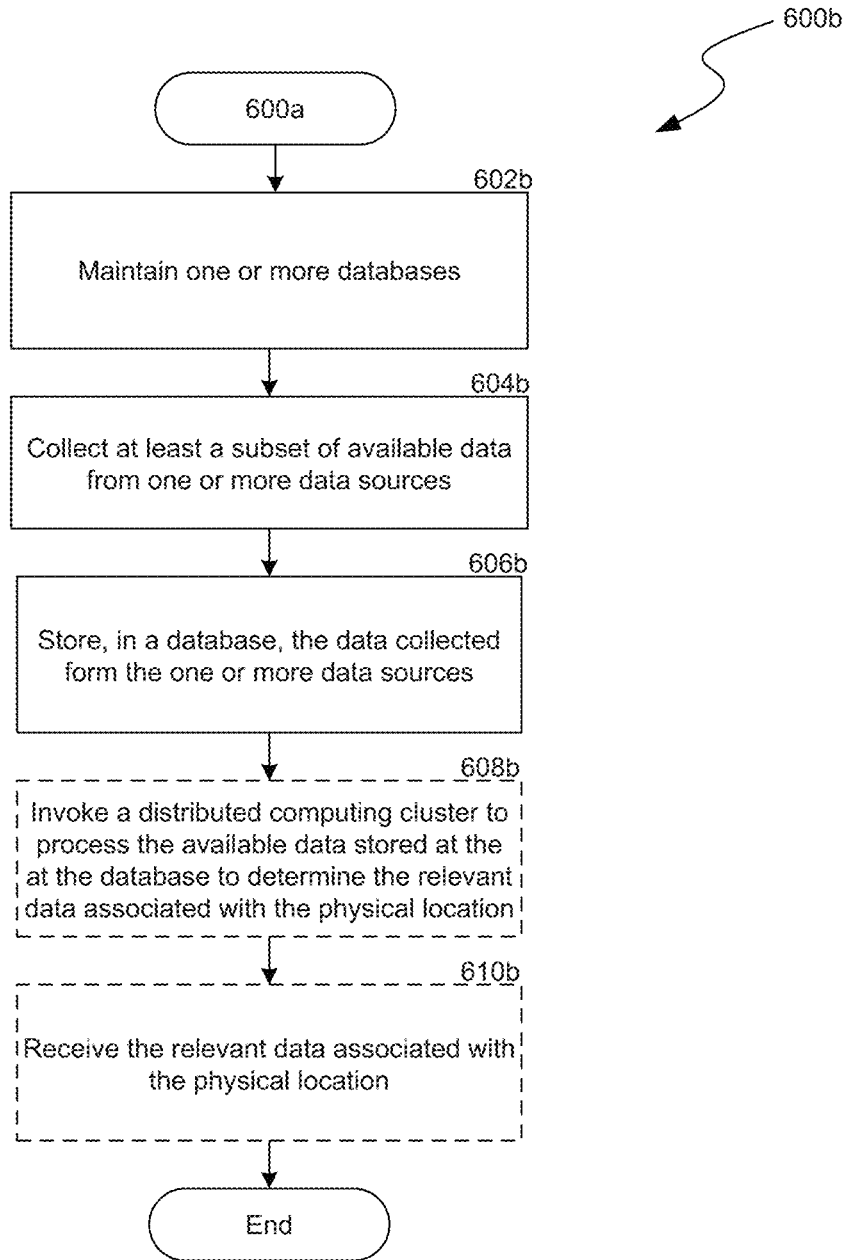 600b
600a
602b
Maintain one or more databases
604b
Collect at least a subset of available data
from one or more data sources
606b
Store, in a database, the data collected
form the one or more data sources
608b
Invoke a distributed computing cluster to
process the available data stored at the
at the database to determine the relevant
data associated with the physical location
610b
Receive the relevant data associated with
the physical location
End